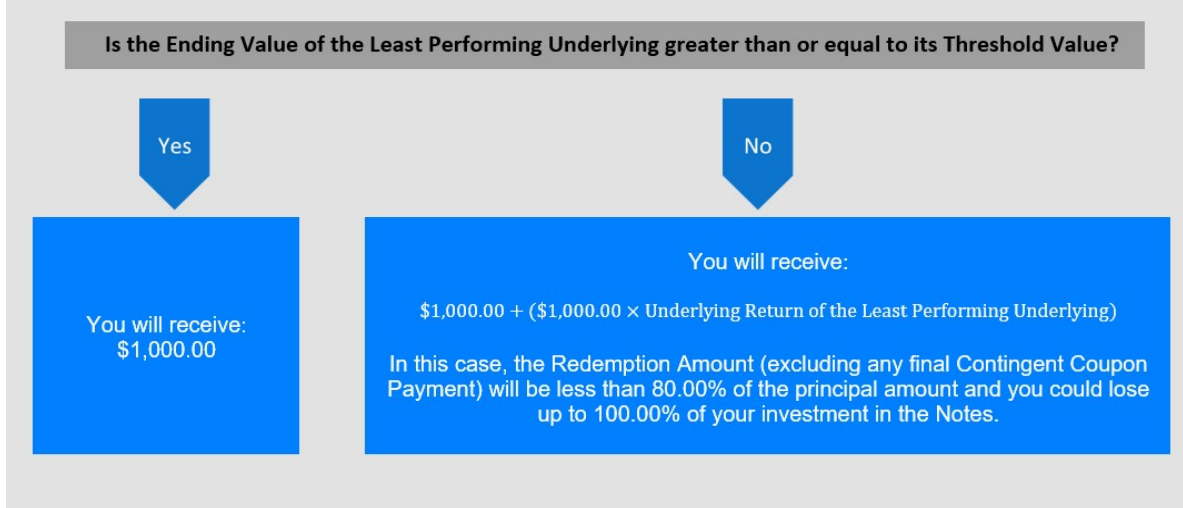 Is the Ending Value of the Least Performing Underlying greater than or equal to its Threshold Value?
Yes
No
You will receive:
$1,000.00
You will receive:
$1,000.00 + ($1,000.00 × Underlying Return of the Least Performing Underlying)
In this case, the Redemption Amount (excluding any final Contingent Coupon
Payment) will be less than 80.00% of the principal amount and you could lose
up to 100.00% of your investment in the Notes.